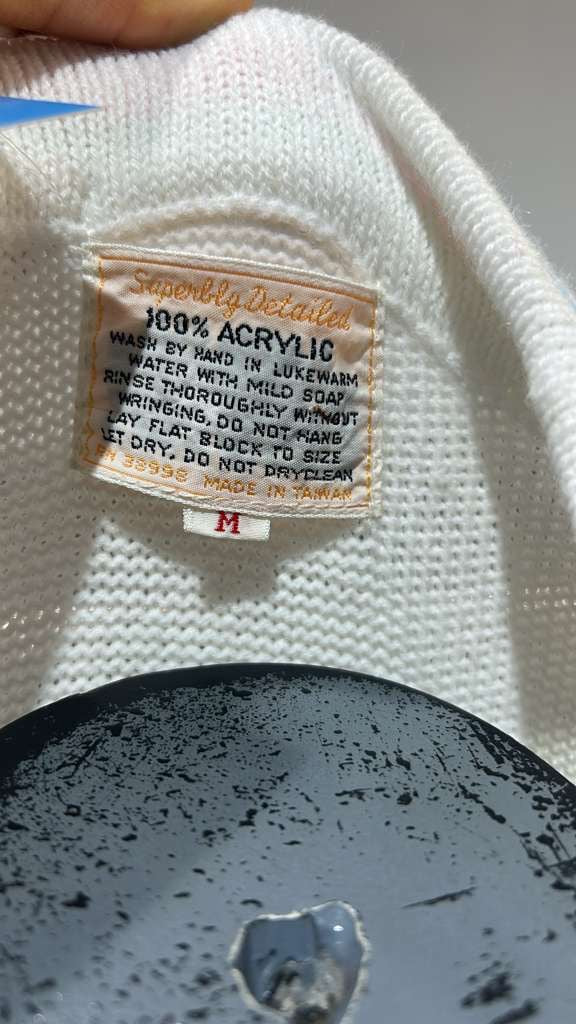 Superbly Detailed
100% ACRYLIC
WASH BY HAND IN LUKEWARM
WATER WITH MILD SOAP
RINSE THOROUGHLY WITHOUT
WRINGING, DO NOT HANG
LAY FLAT BLOCK TO SIZE
LET DRY, DO NOT DRYCLEAN
MADE IN TAIWAN
M